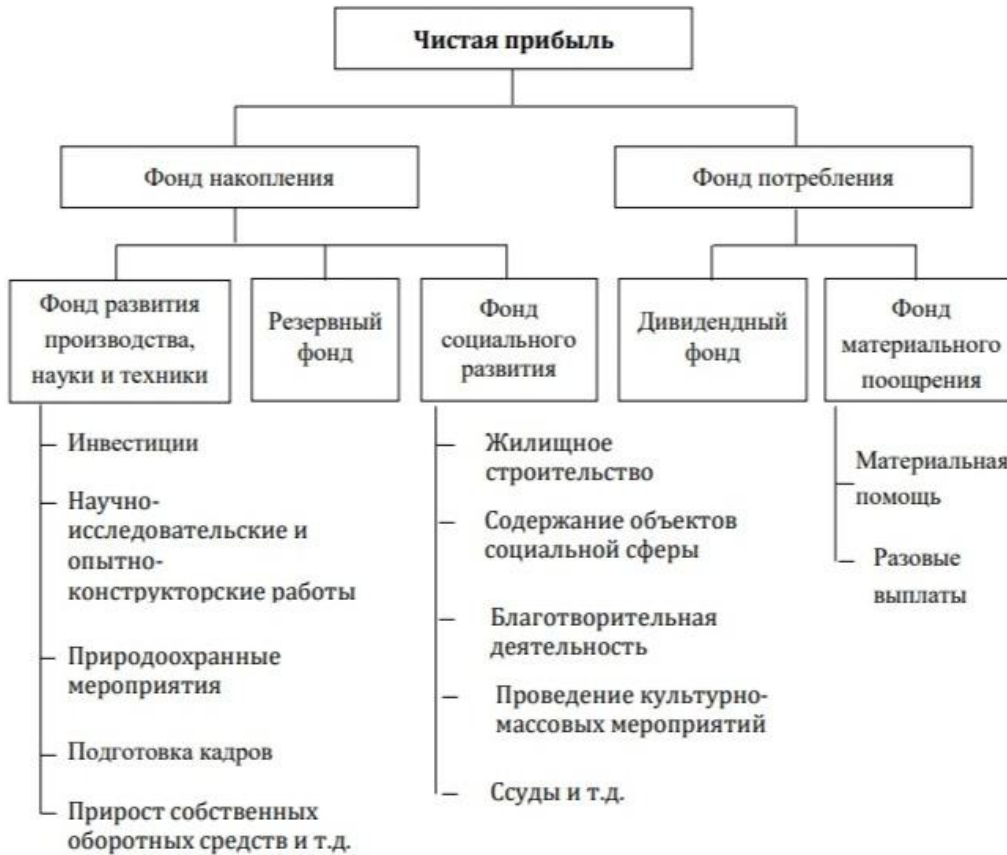 Чистая прибыль
Фонд накопления
Фонд потребления
Фонд развития
производства,
науки и техники
Резервный
фонд
Фонд
социального
развития
Дивидендный
фонд
Фонд
материального
поощрения
Инвестиции
Научно-
исследовательские и
опытно-
конструкторские работы
Природоохранные
мероприятия
Подготовка кадров
Прирост собственных
оборотных средств и т.д.
Жилищное
строительство
Содержание объектов
социальной сферы
Благотворительная
деятельность
Проведение культурно-
массовых мероприятий
Ссуды и т.д.
Материальная
помощь
Разовые
выплаты